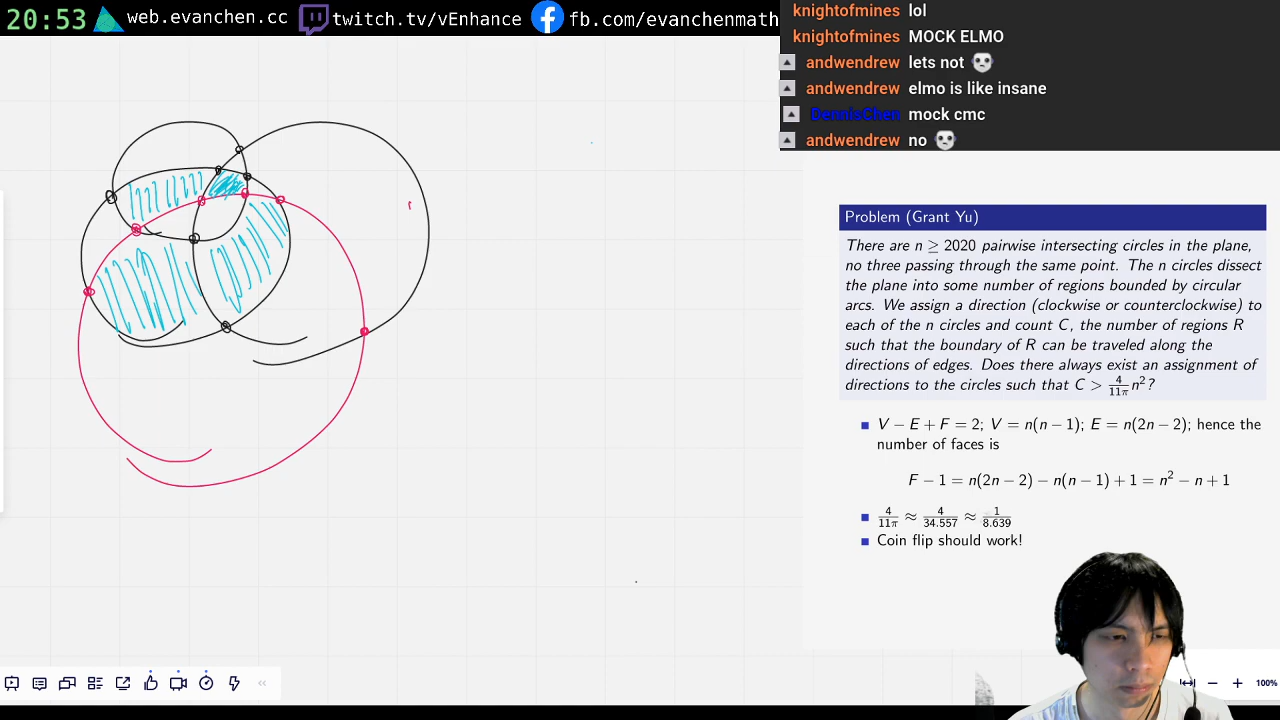 20:53 web.evanchen.cc twitch.tv/vEnhance fb.com/evanchenmath
knightofmines lol
knightofmines MOCK ELMO
andwendrew lets not
andwendrew elmo is like insane
DennisChen mock cmc
andwendrew no
Problem (Grant Yu)
There are n ≥ 2020 pairwise intersecting circles in the plane,
no three passing through the same point. The n circles dissect
the plane into some number of regions bounded by circular
arcs. We assign a direction (clockwise or counterclockwise) to
each of the n circles and count C, the number of regions R
such that the boundary of R can be traveled along the
directions of edges. Does there always exist an assignment of
directions to the circles such that C > 4/11π n²?
V − E + F = 2; V = n(n − 1); E = n(2n − 2); hence the
number of faces is
F − 1 = n(2n − 2) − n(n − 1) + 1 = n² − n + 1
4/11π ≈ 4/34.557 ≈ 1/8.639
Coin flip should work!
100%